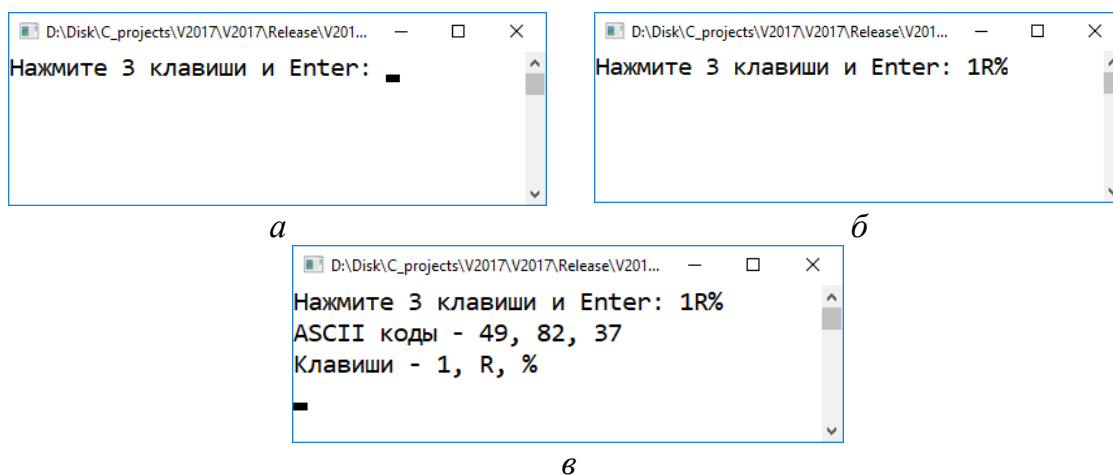 D:\Disk\C_projects\V2017\V2017\Release\V201...
Нажмите 3 клавиши и Enter:
а
D:\Disk\C_projects\V2017\V2017\Release\V201...
Нажмите 3 клавиши и Enter: 1R%
б
D:\Disk\C_projects\V2017\V2017\Release\V201...
Нажмите 3 клавиши и Enter: 1R%
ASCII коды - 49, 82, 37
Клавиши - 1, R, %
в